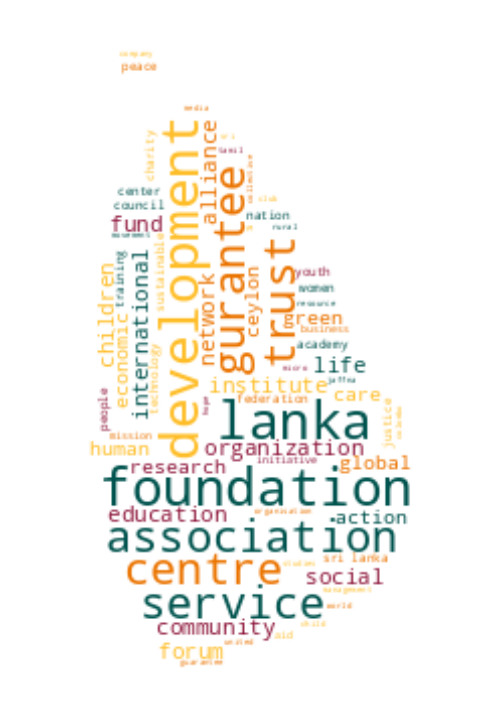 company
peace
media
development
gurantee
alliance
charity
tamil
collective
sri
center
council
club
nation
rural
fund
movement
trust
international
training
sustainable
network
ceylon
children
economic
technology
youth
women
resource
green
business
academy
micro
life
jaffna
institute
care
federation
people
hope
lanka
justice
colombo
mission
human
organization
initiative
research
global
foundation
education
organisation
action
association
sri lanka
student
centre
social
management
service
world
community
child
aid
united
forum
guarantee